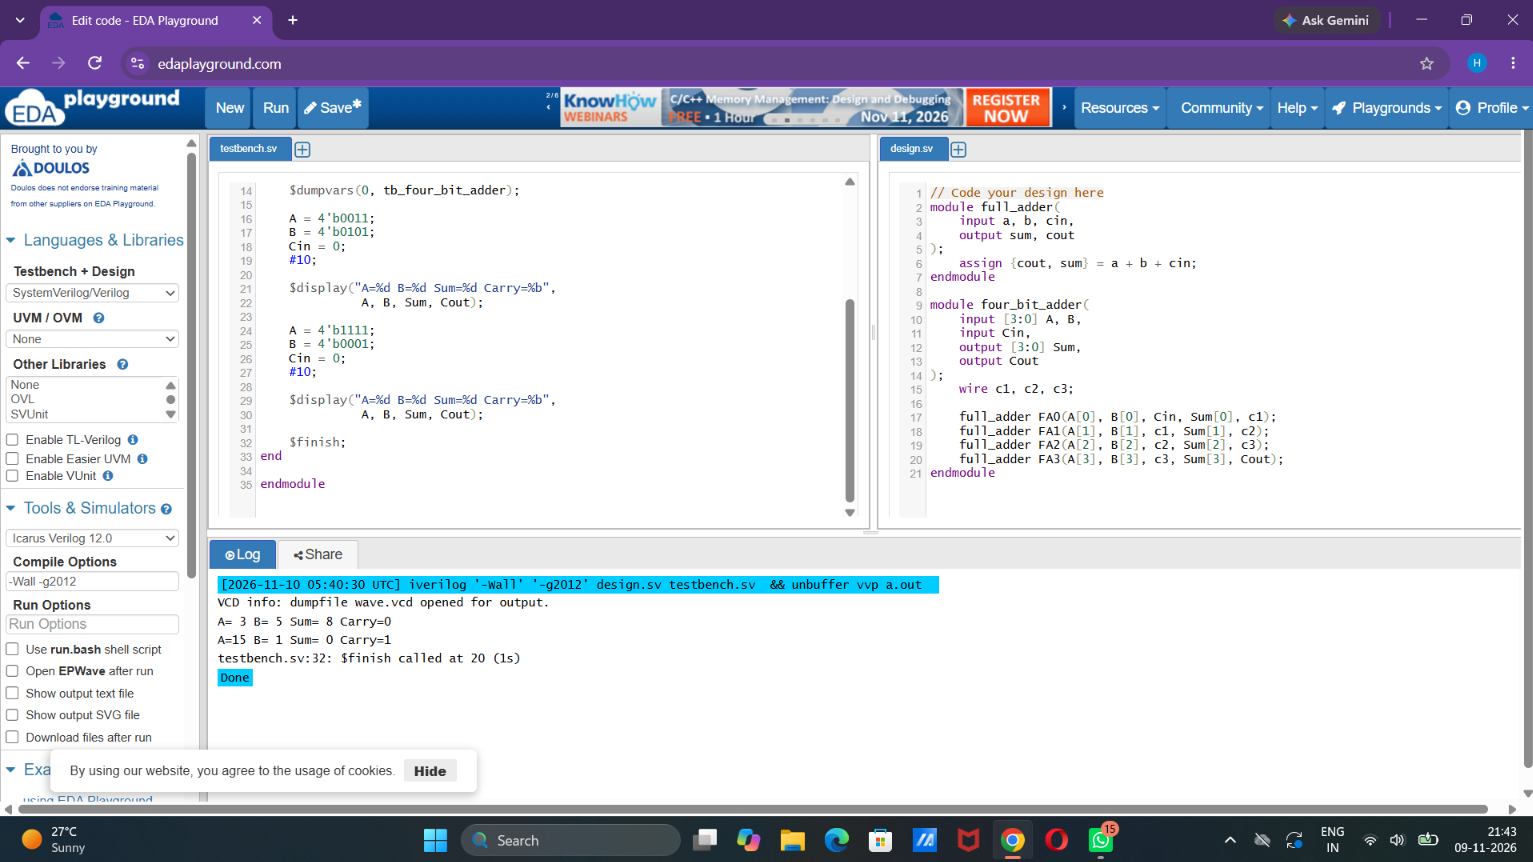 Edit code - EDA Playground
Ask Gemini
edaplayground.com
H
EDA playground
New
Run
Save*
2/6
KnowHow
WEBINARS
C/C++ Memory Management: Design and Debugging
FREE • 1 Hour
Nov 11, 2026
REGISTER
NOW
Resources
Community
Help
Playgrounds
Profile
Brought to you by
DOULOS
Doulos does not endorse training material
from other suppliers on EDA Playground.
Languages & Libraries
Testbench + Design
SystemVerilog/Verilog
UVM / OVM
None
Other Libraries
None
OVL
SVUnit
Enable TL-Verilog
Enable Easier UVM
Enable VUnit
Tools & Simulators
Icarus Verilog 12.0
Compile Options
-Wall -g2012
Run Options
Run Options
Use run.bash shell script
Open EPWave after run
Show output text file
Show output SVG file
Download files after run
Exa
using EDA Playground
testbench.sv
14 $dumpvars(0, tb_four_bit_adder);
15
16 A = 4'b0011;
17 B = 4'b0101;
18 Cin = 0;
19 #10;
20
21 $display("A=%d B=%d Sum=%d Carry=%b",
22 A, B, Sum, Cout);
23
24 A = 4'b1111;
25 B = 4'b0001;
26 Cin = 0;
27 #10;
28
29 $display("A=%d B=%d Sum=%d Carry=%b",
30 A, B, Sum, Cout);
31
32 $finish;
33 end
34
35 endmodule
design.sv
1 // Code your design here
2 module full_adder(
3 input a, b, cin,
4 output sum, cout
5 );
6 assign {cout, sum} = a + b + cin;
7 endmodule
8
9 module four_bit_adder(
10 input [3:0] A, B,
11 input Cin,
12 output [3:0] Sum,
13 output Cout
14 );
15 wire c1, c2, c3;
16
17 full_adder FA0(A[0], B[0], Cin, Sum[0], c1);
18 full_adder FA1(A[1], B[1], c1, Sum[1], c2);
19 full_adder FA2(A[2], B[2], c2, Sum[2], c3);
20 full_adder FA3(A[3], B[3], c3, Sum[3], Cout);
21 endmodule
Log
Share
[2026-11-10 05:40:30 UTC] iverilog '-Wall' '-g2012' design.sv testbench.sv && unbuffer vvp a.out
VCD info: dumpfile wave.vcd opened for output.
A= 3 B= 5 Sum= 8 Carry=0
A=15 B= 1 Sum= 0 Carry=1
testbench.sv:32: $finish called at 20 (1s)
Done
By using our website, you agree to the usage of cookies.
Hide
27°C
Sunny
Search
15
ENG
IN
21:43
09-11-2026